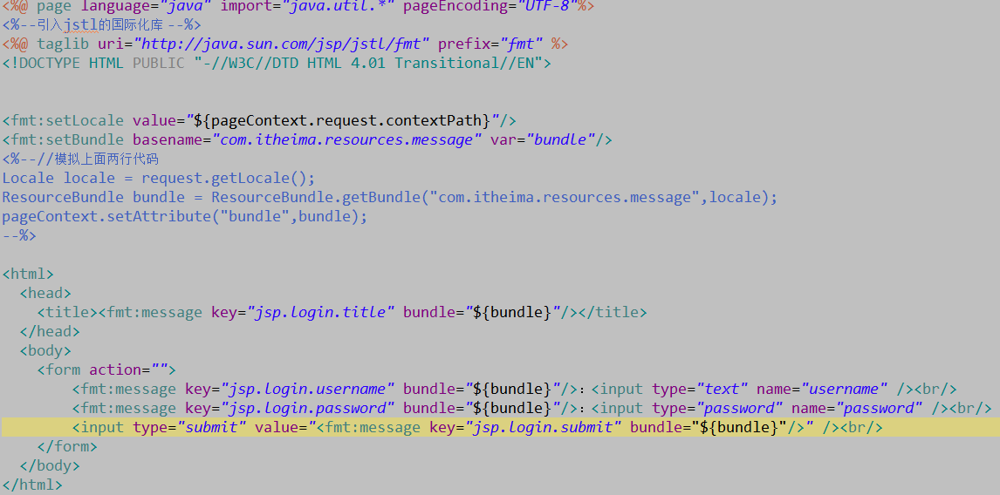 <%@ page language="java" import="java.util.*" pageEncoding="UTF-8"%>
<%--引入jstl的国际化库 --%>
<%@ taglib uri="http://java.sun.com/jsp/jstl/fmt" prefix="fmt" %>
<!DOCTYPE HTML PUBLIC "-//W3C//DTD HTML 4.01 Transitional//EN">
<fmt:setLocale value="${pageContext.request.contextPath}"/>
<fmt:setBundle basename="com.itheima.resources.message" var="bundle"/>
<%--//模拟上面两行代码
Locale locale = request.getLocale();
ResourceBundle bundle = ResourceBundle.getBundle("com.itheima.resources.message",locale);
pageContext.setAttribute("bundle",bundle);
--%>
<html>
  <head>
    <title><fmt:message key="jsp.login.title" bundle="${bundle}"/></title>
  </head>
  <body>
    <form action="">
        <fmt:message key="jsp.login.username" bundle="${bundle}"/>：<input type="text" name="username" /><br/>
        <fmt:message key="jsp.login.password" bundle="${bundle}"/>：<input type="password" name="password" /><br/>
        <input type="submit" value="<fmt:message key="jsp.login.submit" bundle="${bundle}"/>" /><br/>
    </form>
  </body>
</html>